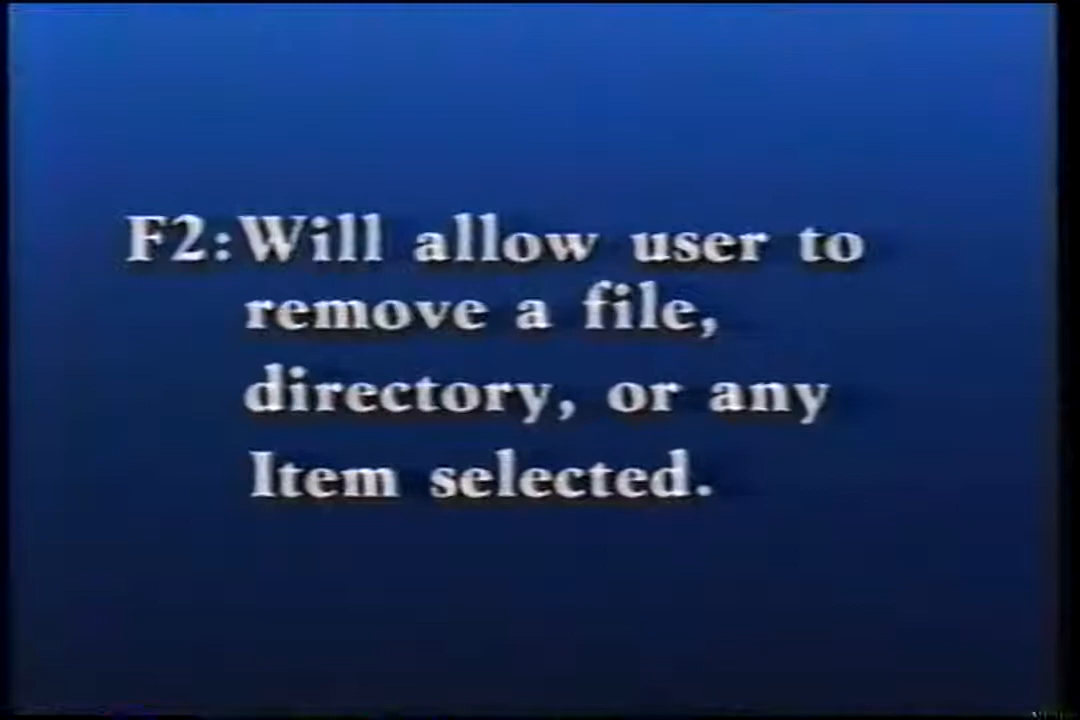 F2:Will allow user to
remove a file,
directory, or any
Item selected.